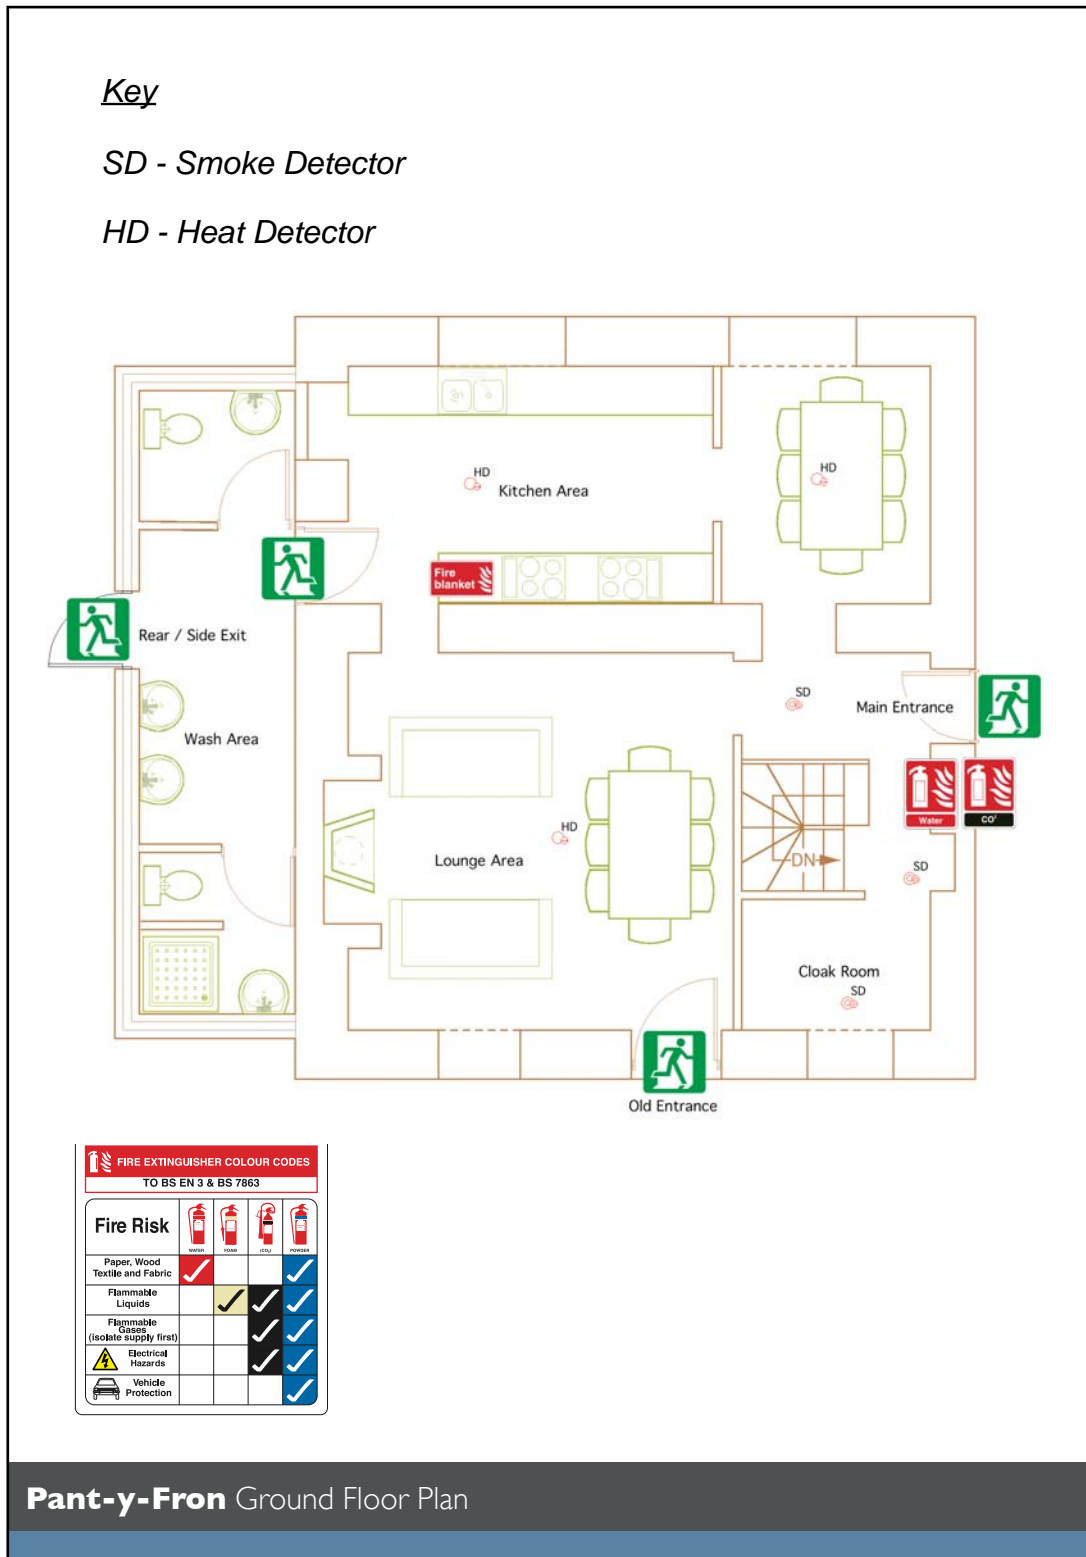 Key
SD - Smoke Detector
HD - Heat Detector
HD
Kitchen Area
HD
Fire
blanket
Rear / Side Exit
SD
Main Entrance
Wash Area
Water
CO²
HD
Lounge Area
DN
SD
Cloak Room
SD
Old Entrance
FIRE EXTINGUISHER COLOUR CODES
TO BS EN 3 & BS 7863
Fire Risk
WATER
FOAM
(CO₂)
POWDER
Paper, Wood
Textile and Fabric
Flammable
Liquids
Flammable
Gases
(isolate supply first)
Electrical
Hazards
Vehicle
Protection
Pant-y-Fron Ground Floor Plan